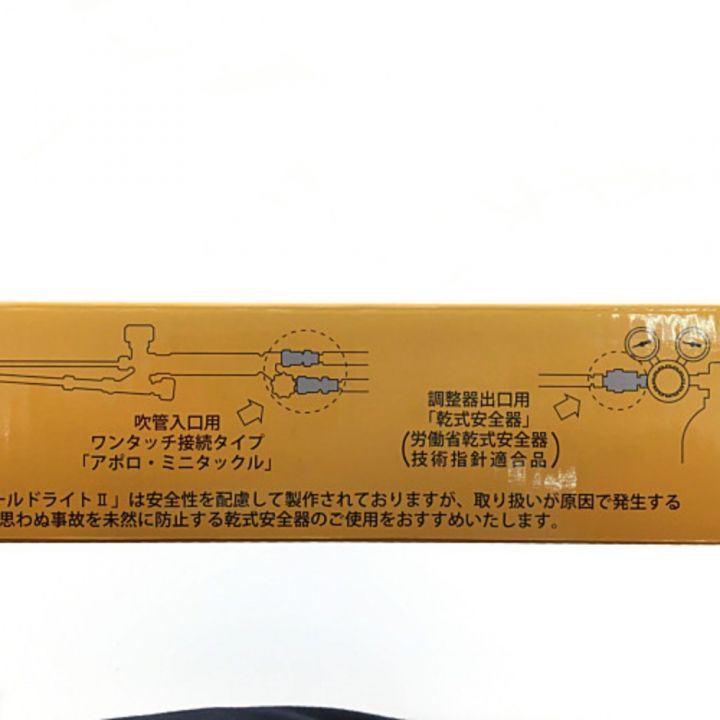 吹管入口用
ワンタッチ接続タイプ
「アポロ・ミニタックル」
調整器出口用
「乾式安全器」
(労働省乾式安全器
技術指針適合品)
ールドライトⅡ」は安全性を配慮して製作されておりますが、取り扱いが原因で発生する
思わぬ事故を未然に防止する乾式安全器のご使用をおすすめいたします。